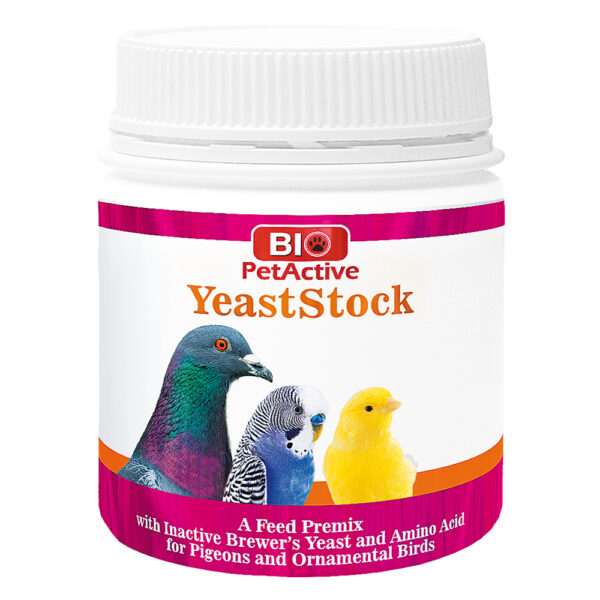 BIO
PetActive
YeastStock
A Feed Premix
with Inactive Brewer's Yeast and Amino Acid
for Pigeons and Ornamental Birds